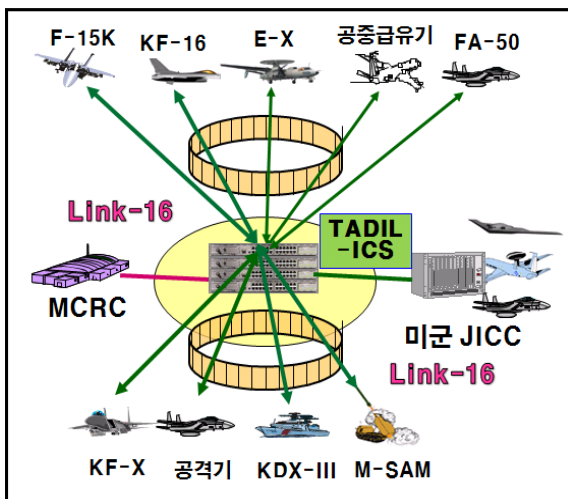 F-15K
KF-16
E-X
공중급유기
FA-50
Link-16
TADIL
-ICS
MCRC
미군 JICC
Link-16
KF-X
공격기
KDX-III
M-SAM